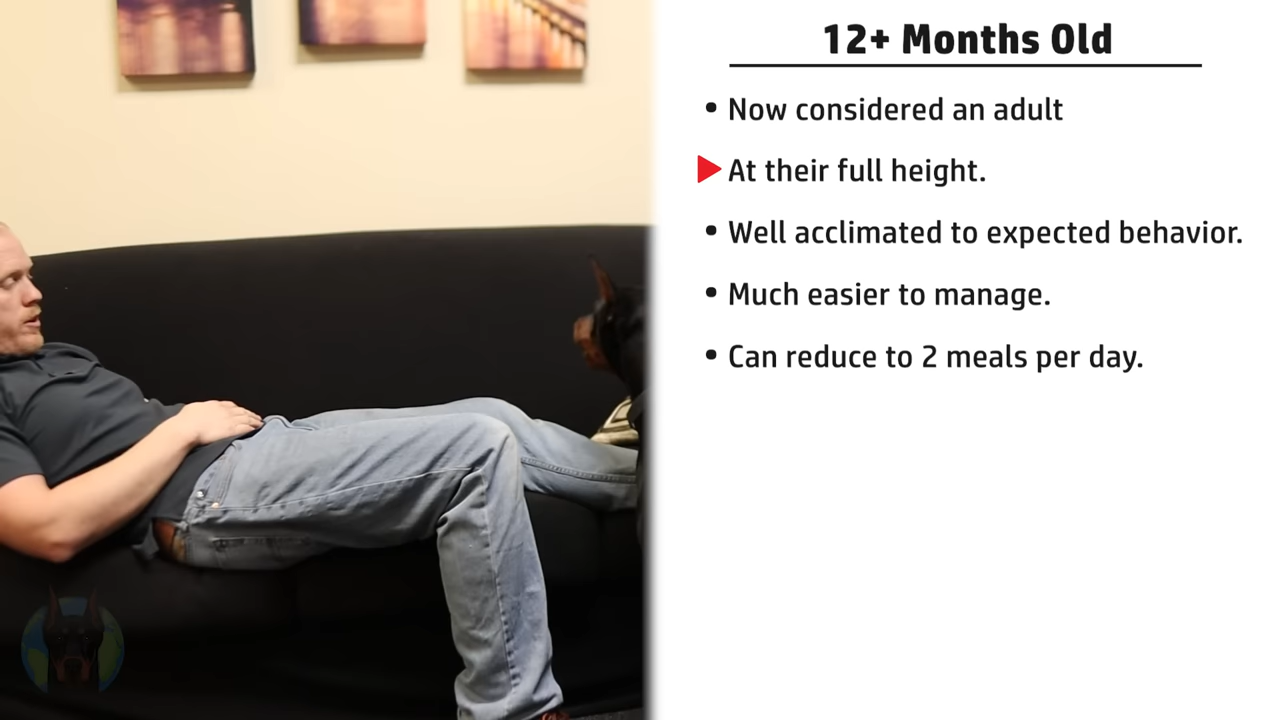 12+ Months Old
• Now considered an adult
▶ At their full height.
• Well acclimated to expected behavior.
• Much easier to manage.
• Can reduce to 2 meals per day.